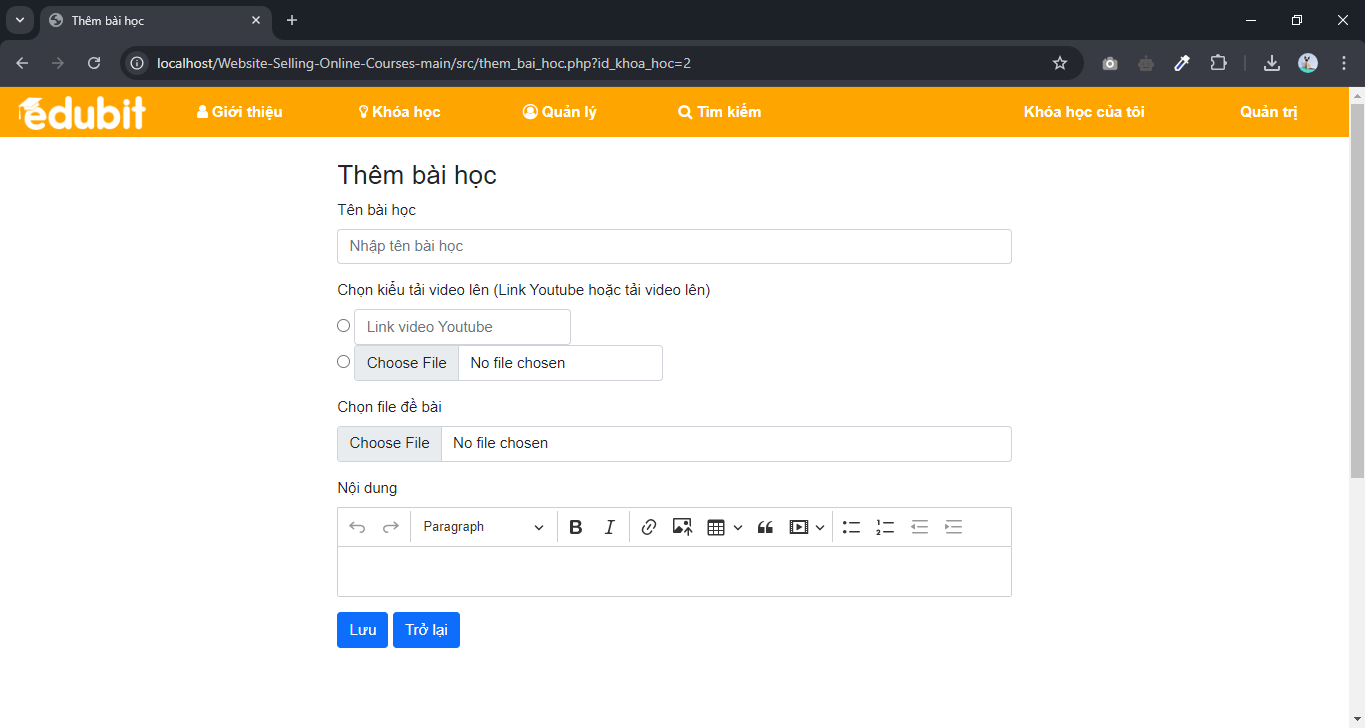 Thêm bài học
localhost/Website-Selling-Online-Courses-main/src/them_bai_hoc.php?id_khoa_hoc=2
edubit Giới thiệu Khóa học Quản lý Tìm kiếm Khóa học của tôi Quản trị
Thêm bài học
Tên bài học
Nhập tên bài học
Chọn kiểu tải video lên (Link Youtube hoặc tải video lên)
Link video Youtube
Choose File No file chosen
Chọn file đề bài
Choose File No file chosen
Nội dung
Paragraph B I
Lưu Trở lại